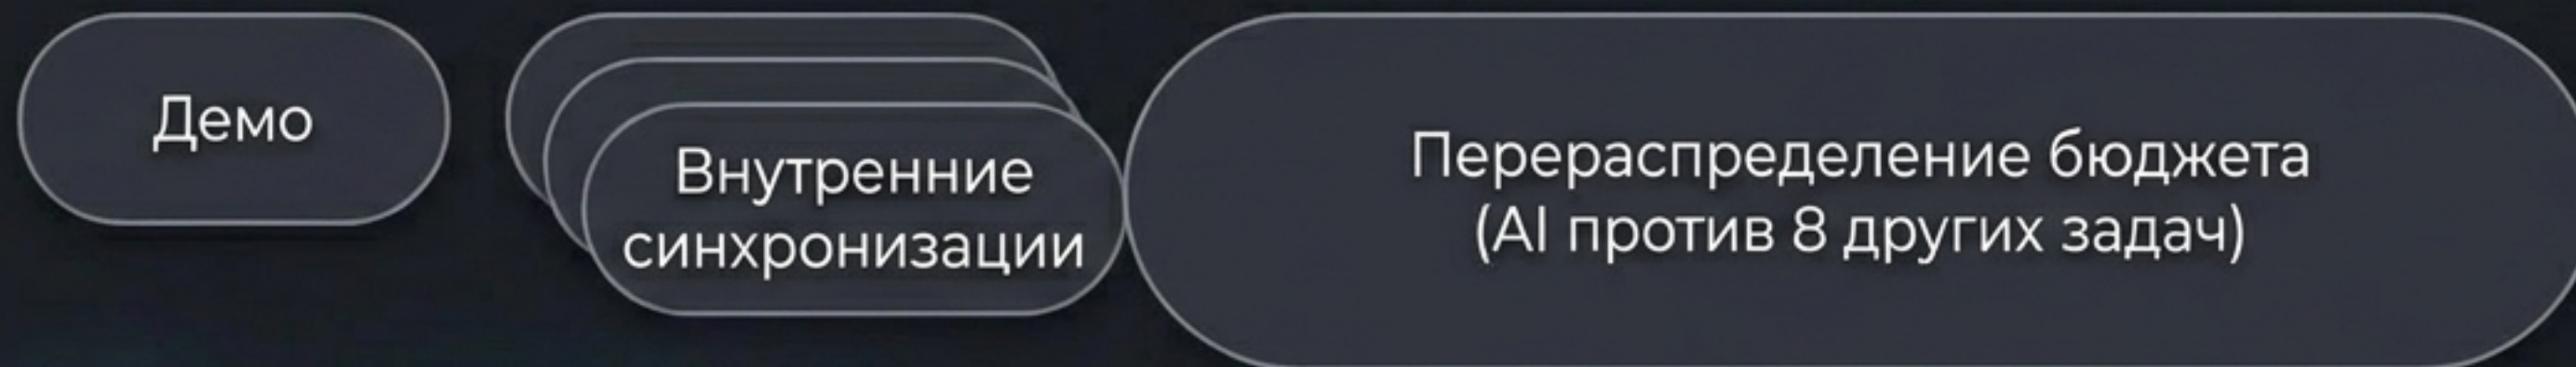 Демо
Внутренние
синхронизации
Перераспределение бюджета
(AI против 8 других задач)